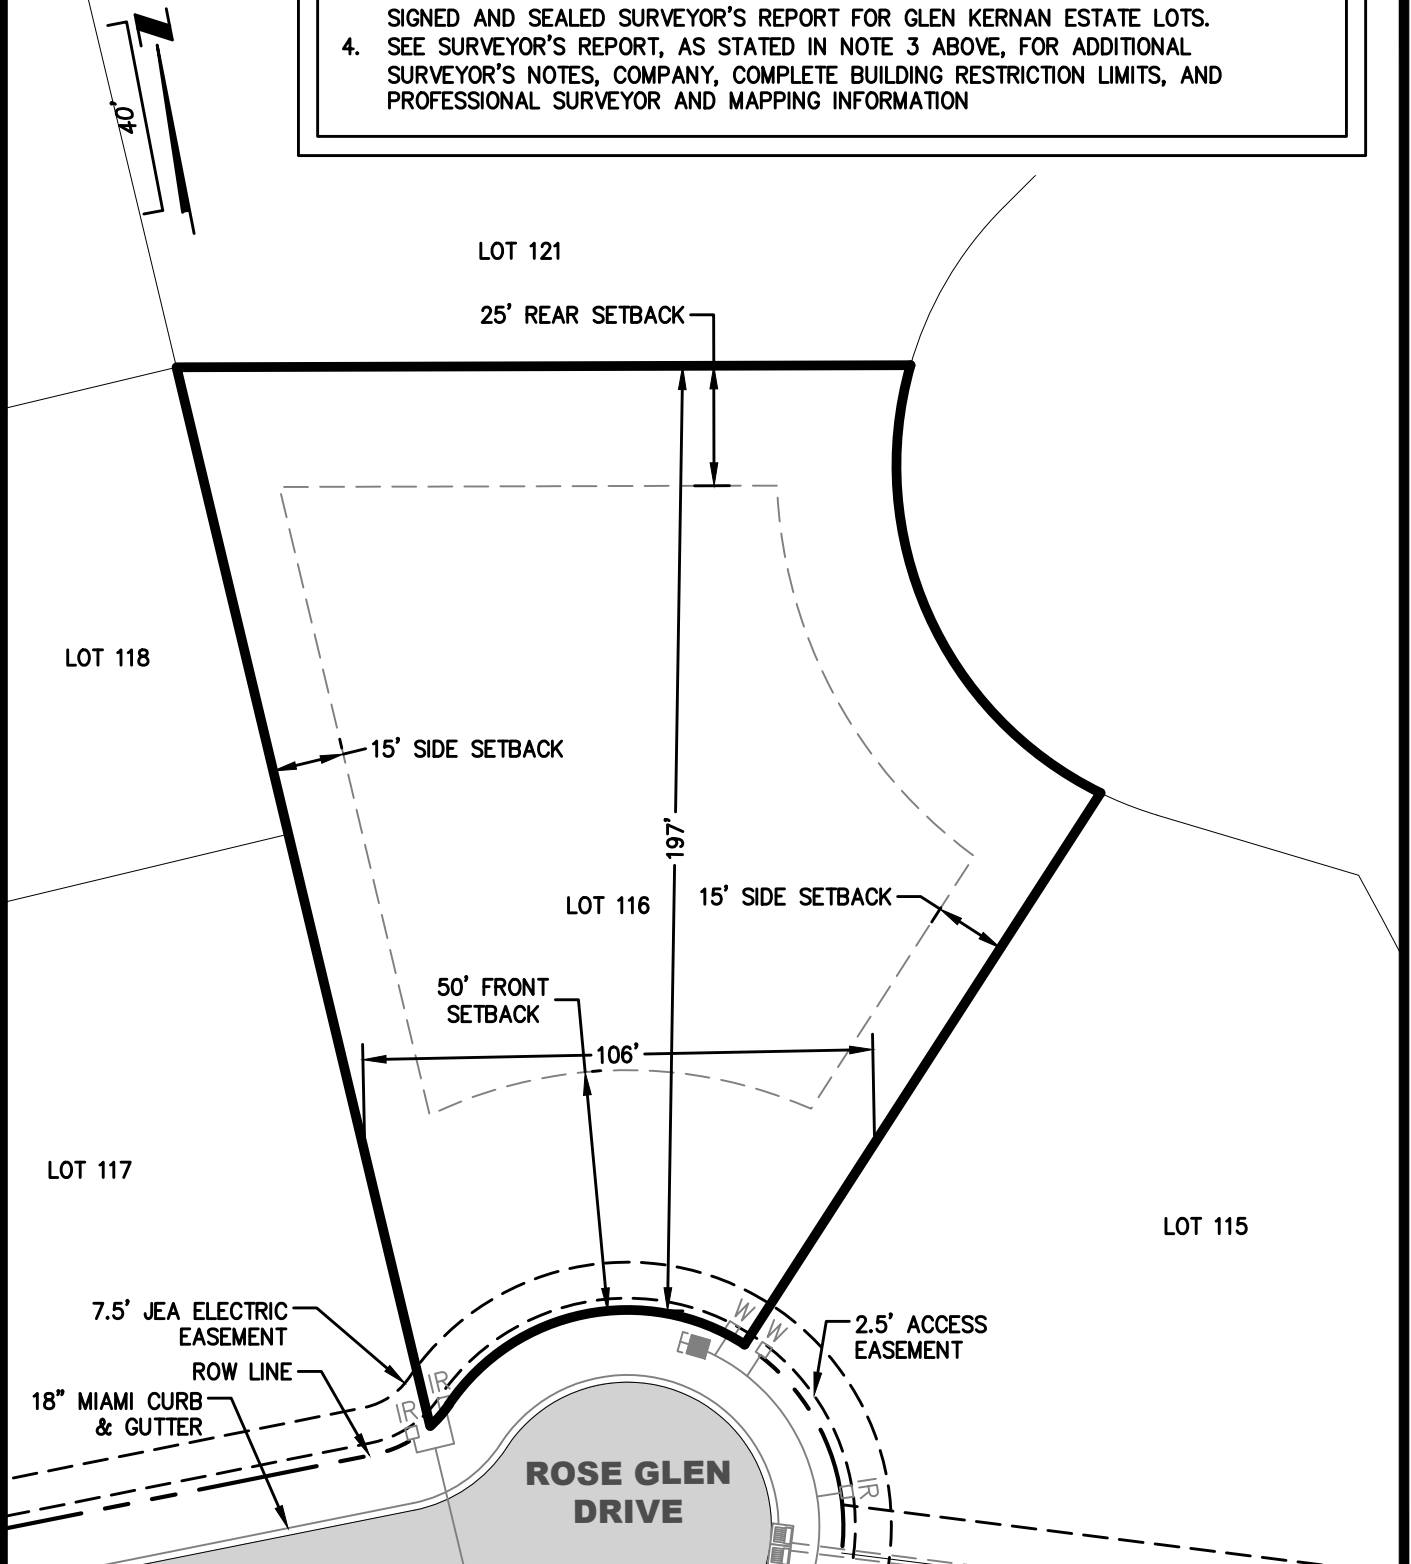 SIGNED AND SEALED SURVEYOR'S REPORT FOR GLEN KERNAN ESTATE LOTS.
4. SEE SURVEYOR'S REPORT, AS STATED IN NOTE 3 ABOVE, FOR ADDITIONAL
SURVEYOR'S NOTES, COMPANY, COMPLETE BUILDING RESTRICTION LIMITS, AND
PROFESSIONAL SURVEYOR AND MAPPING INFORMATION
N
40'
LOT 121
25' REAR SETBACK
LOT 118
15' SIDE SETBACK
197'
LOT 116
15' SIDE SETBACK
50' FRONT
SETBACK
106'
LOT 117
LOT 115
7.5' JEA ELECTRIC
EASEMENT
ROW LINE
18" MIAMI CURB
& GUTTER
W
W
2.5' ACCESS
EASEMENT
IR
IR
IR
ROSE GLEN
DRIVE